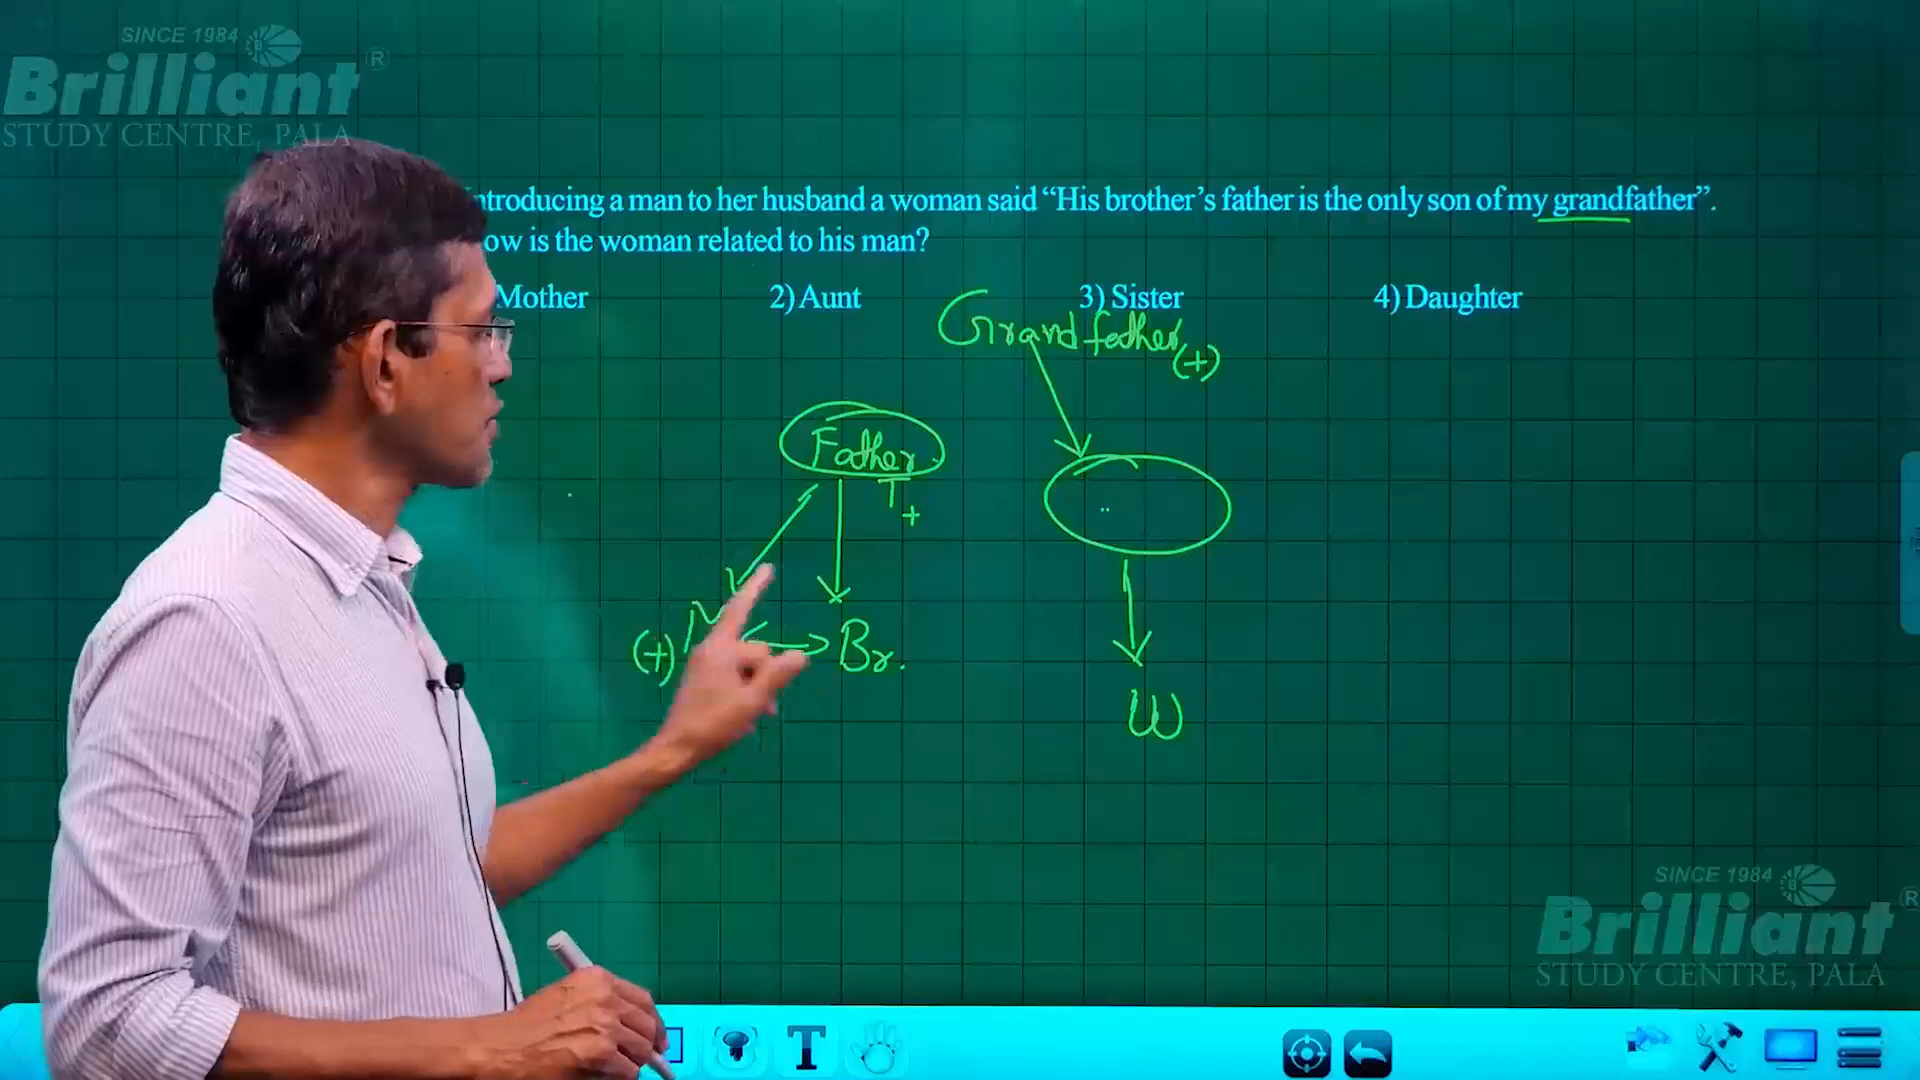 SINCE 1984
Brilliant ®
STUDY CENTRE, PALA
ntroducing a man to her husband a woman said “His brother’s father is the only son of my grandfather”.
ow is the woman related to his man?
Mother 2) Aunt 3) Sister 4) Daughter
Grandfather (+)
Father
+
(+) M Br.
W
SINCE 1984
Brilliant ®
STUDY CENTRE, PALA
T